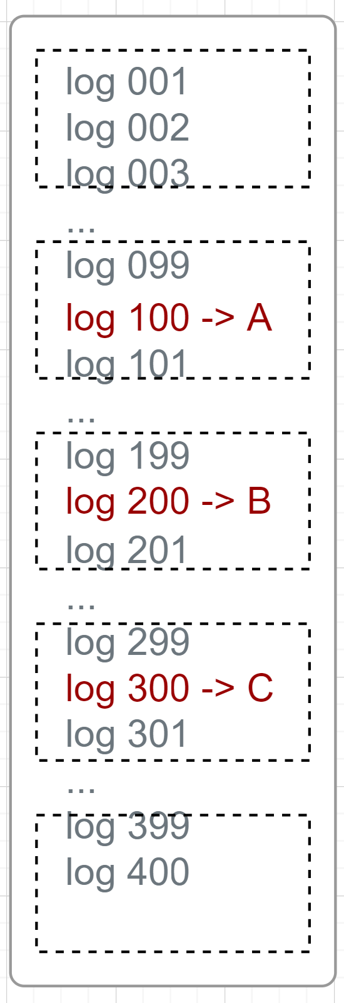 log 001
log 002
log 003
...
log 099
log 100 -> A
log 101
...
log 199
log 200 -> B
log 201
...
log 299
log 300 -> C
log 301
...
log 399
log 400